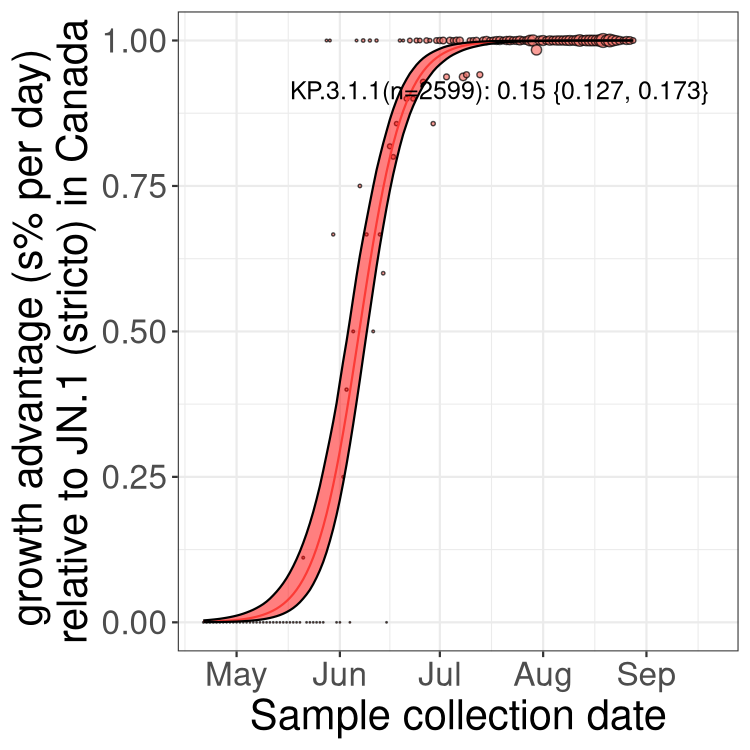 growth advantage (s% per day)
relative to JN.1 (stricto) in Canada
1.00
0.75
0.50
0.25
0.00
KP.3.1.1(n=2599): 0.15 {0.127, 0.173}
May Jun Jul Aug Sep
Sample collection date